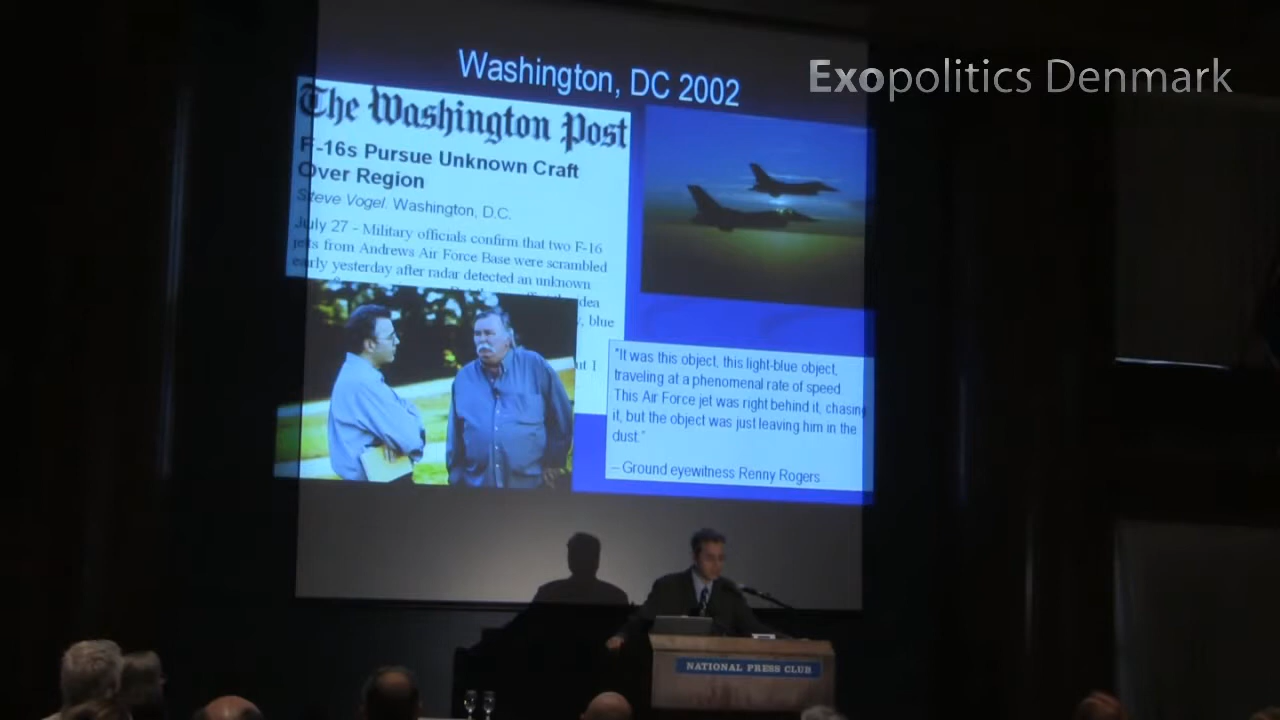 Exopolitics Denmark
Washington, DC 2002
The Washington Post
F-16s Pursue Unknown Craft
Over Region
Steve Vogel. Washington, D.C.
July 27 - Military officials confirm that two F-16
jets from Andrews Air Force Base were scrambled
early yesterday after radar detected an unknown
idea
, blue
ut 1
"It was this object, this light-blue object,
traveling at a phenomenal rate of speed.
This Air Force jet was right behind it, chasing
it, but the object was just leaving him in the
dust."
– Ground eyewitness Renny Rogers
NATIONAL PRESS CLUB